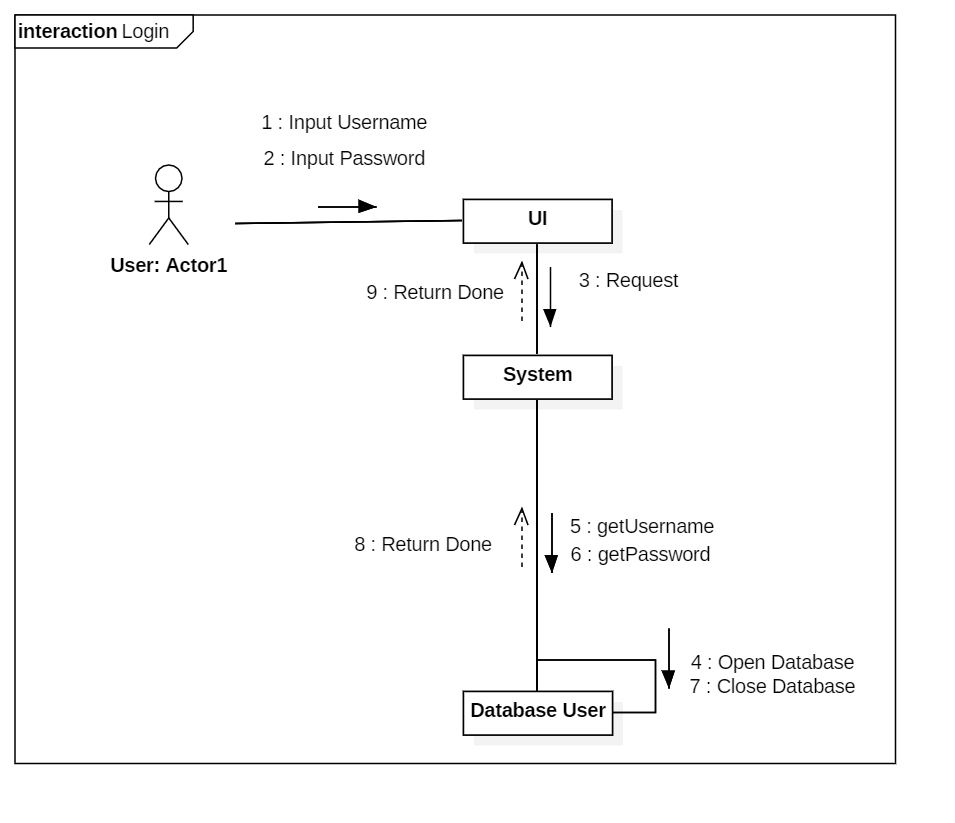 interaction Login
1 : Input Username
2 : Input Password
UI
User: Actor1
9 : Return Done
3 : Request
System
5 : getUsername
8 : Return Done
6 : getPassword
4 : Open Database
7 : Close Database
Database User